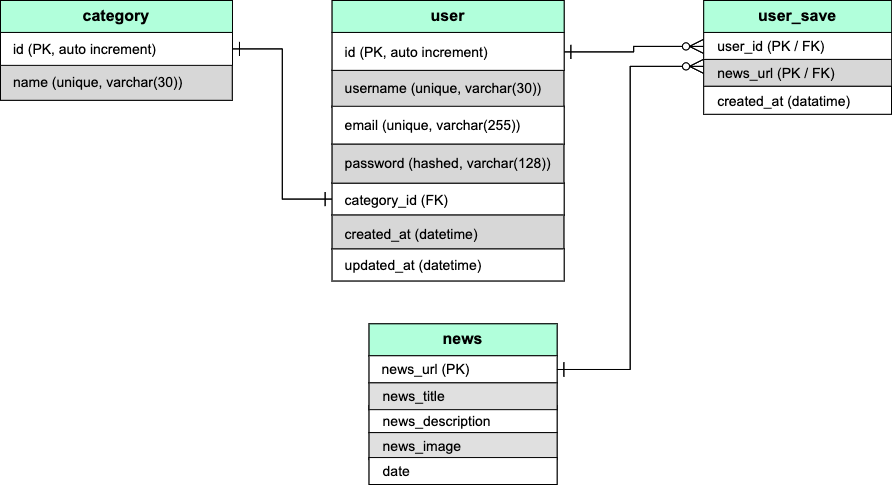 category
id (PK, auto increment)
name (unique, varchar(30))
user
id (PK, auto increment)
username (unique, varchar(30))
email (unique, varchar(255))
password (hashed, varchar(128))
category_id (FK)
created_at (datetime)
updated_at (datetime)
user_save
user_id (PK / FK)
news_url (PK / FK)
created_at (datatime)
news
news_url (PK)
news_title
news_description
news_image
date